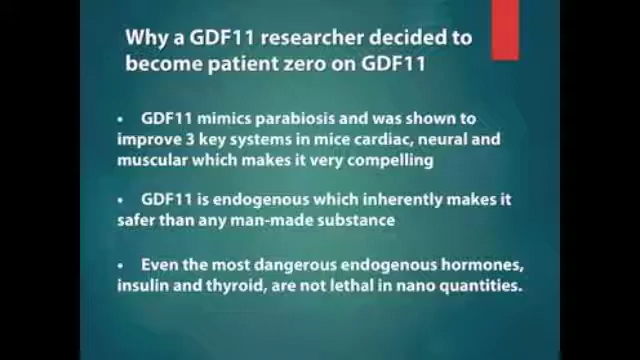 Why a GDF11 researcher decided to
become patient zero on GDF11
• GDF11 mimics parabiosis and was shown to
improve 3 key systems in mice cardiac, neural and
muscular which makes it very compelling
• GDF11 is endogenous which inherently makes it
safer than any man-made substance
• Even the most dangerous endogenous hormones,
insulin and thyroid, are not lethal in nano quantities.